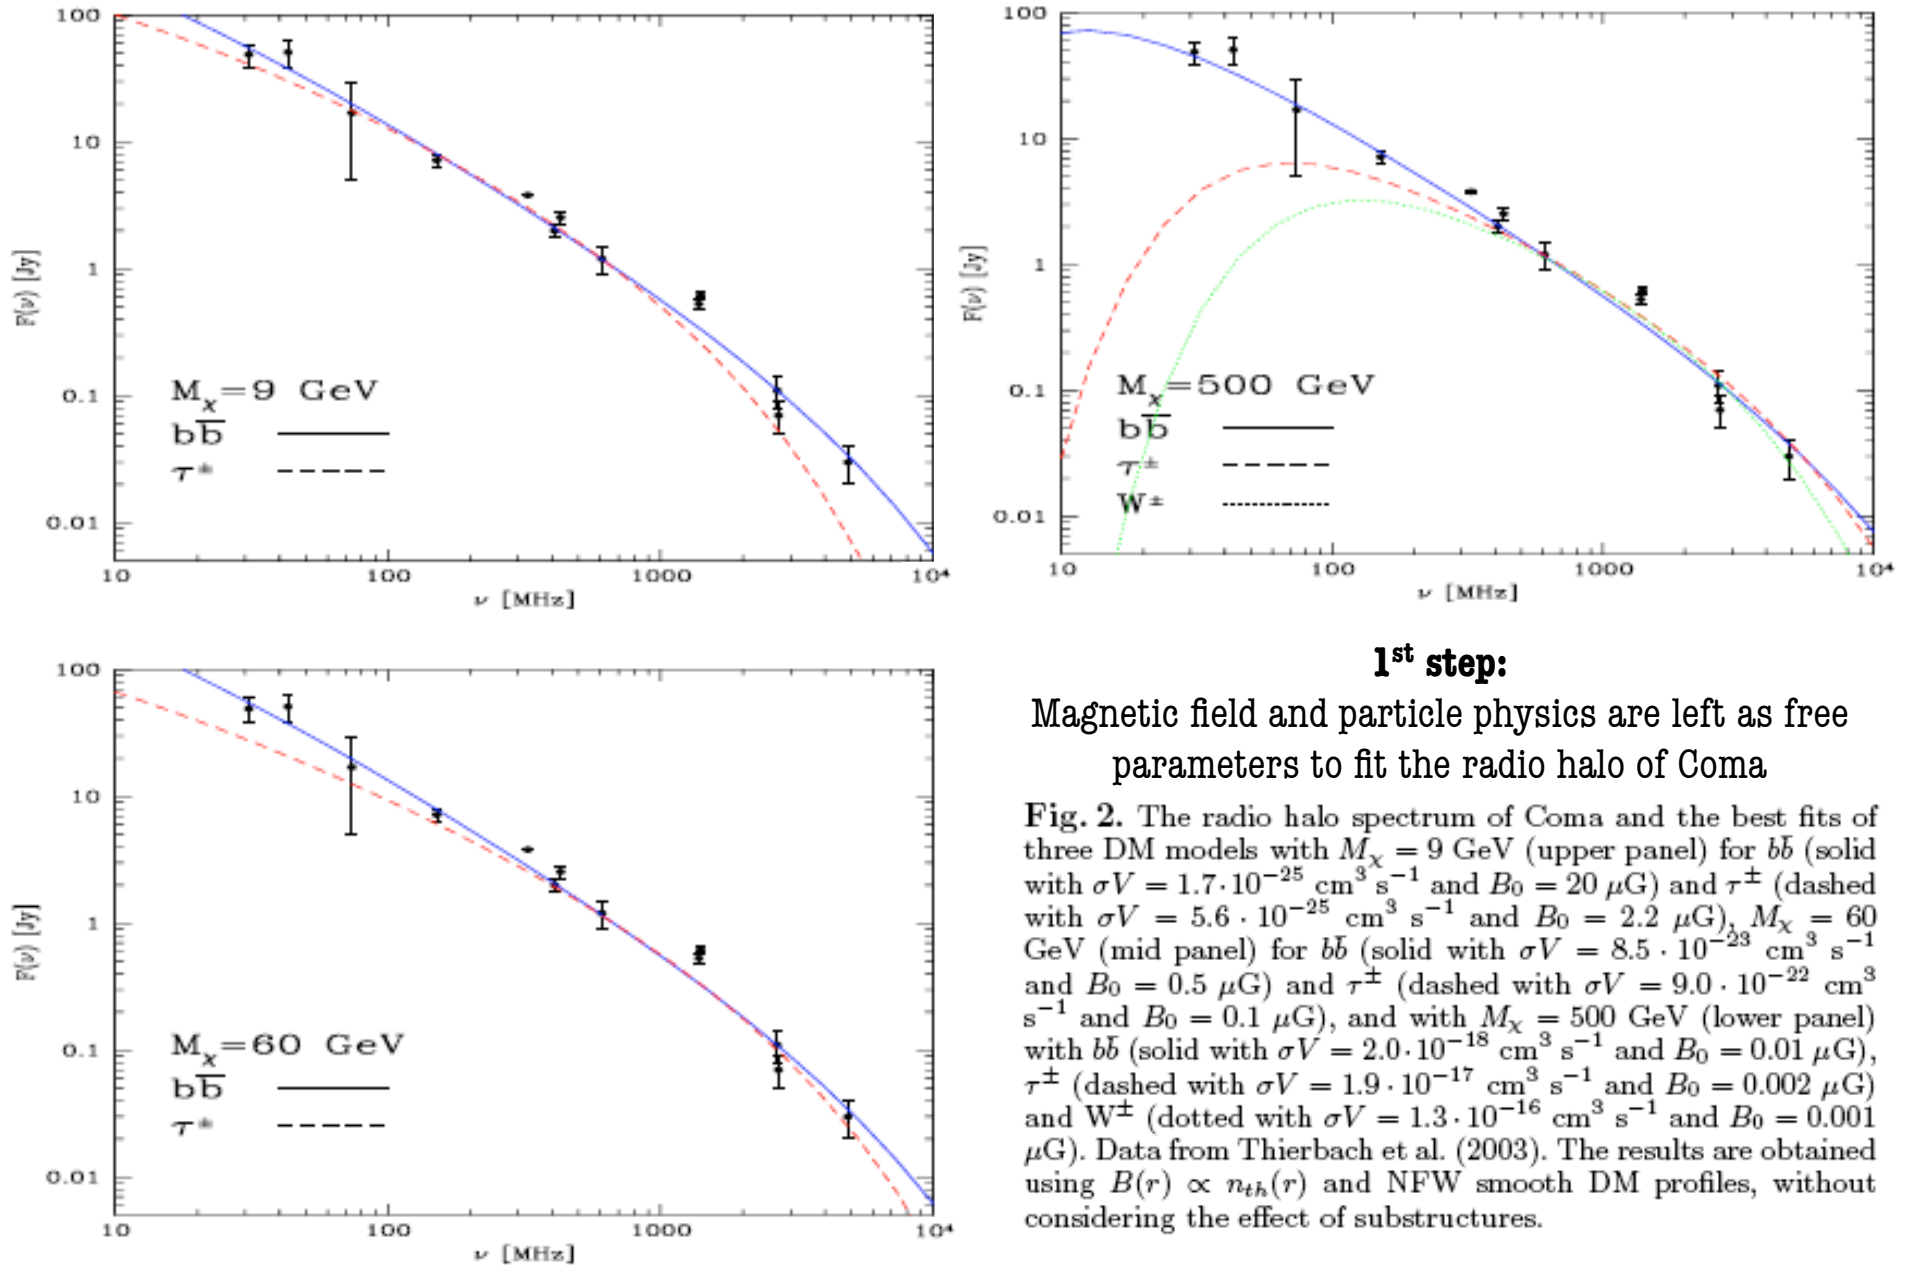 100
10
1
0.1
0.01
F(ν) [Jy]
M_χ=9 GeV
bb̅
τ±
10 100 1000 10⁴
ν [MHz]
100
10
1
0.1
0.01
F(ν) [Jy]
M_χ=500 GeV
bb̅
τ±
W±
10 100 1000 10⁴
ν [MHz]
100
10
1
0.1
0.01
F(ν) [Jy]
M_χ=60 GeV
bb̅
τ±
10 100 1000 10⁴
ν [MHz]
1st step:
Magnetic field and particle physics are left as free
parameters to fit the radio halo of Coma
Fig. 2. The radio halo spectrum of Coma and the best fits of
three DM models with Mχ = 9 GeV (upper panel) for bb̅ (solid
with σV = 1.7·10⁻²⁵ cm³ s⁻¹ and B₀ = 20 μG) and τ± (dashed
with σV = 5.6 · 10⁻²⁵ cm³ s⁻¹ and B₀ = 2.2 μG), Mχ = 60
GeV (mid panel) for bb̅ (solid with σV = 8.5 · 10⁻²³ cm³ s⁻¹
and B₀ = 0.5 μG) and τ± (dashed with σV = 9.0 · 10⁻²² cm³
s⁻¹ and B₀ = 0.1 μG), and with Mχ = 500 GeV (lower panel)
with bb̅ (solid with σV = 2.0·10⁻¹⁸ cm³ s⁻¹ and B₀ = 0.01 μG),
τ± (dashed with σV = 1.9 · 10⁻¹⁷ cm³ s⁻¹ and B₀ = 0.002 μG)
and W± (dotted with σV = 1.3 · 10⁻¹⁶ cm³ s⁻¹ and B₀ = 0.001
μG). Data from Thierbach et al. (2003). The results are obtained
using B(r) ∝ nth(r) and NFW smooth DM profiles, without
considering the effect of substructures.